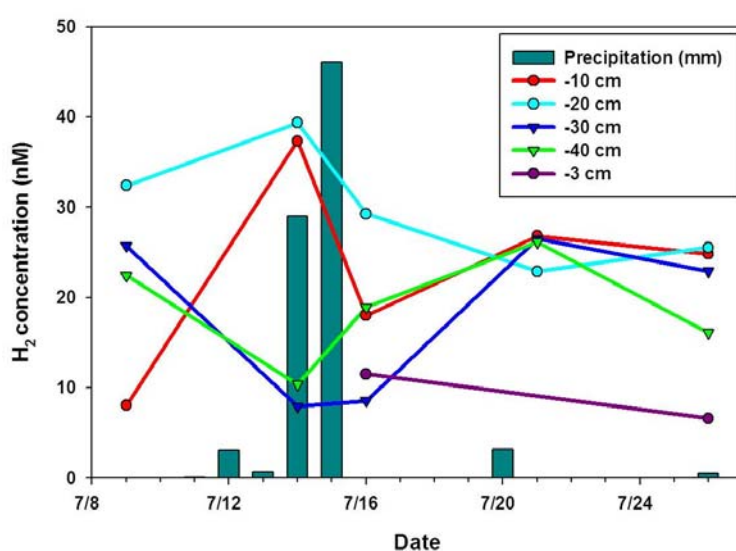 50
40
30
20
10
0
H2 concentration (nM)
Precipitation (mm)
-10 cm
-20 cm
-30 cm
-40 cm
-3 cm
7/8 7/12 7/16 7/20 7/24
Date